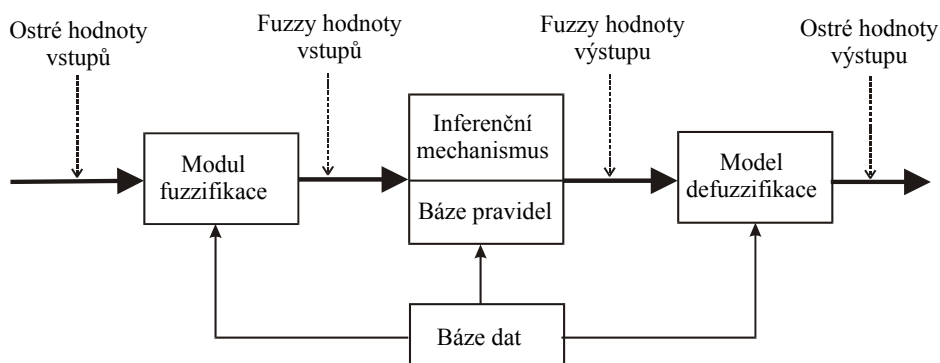 Ostré hodnoty
vstupů
Fuzzy hodnoty
vstupů
Fuzzy hodnoty
výstupu
Ostré hodnoty
výstupu
Modul
fuzzifikace
Inferenční
mechanismus
Báze pravidel
Model
defuzzifikace
Báze dat